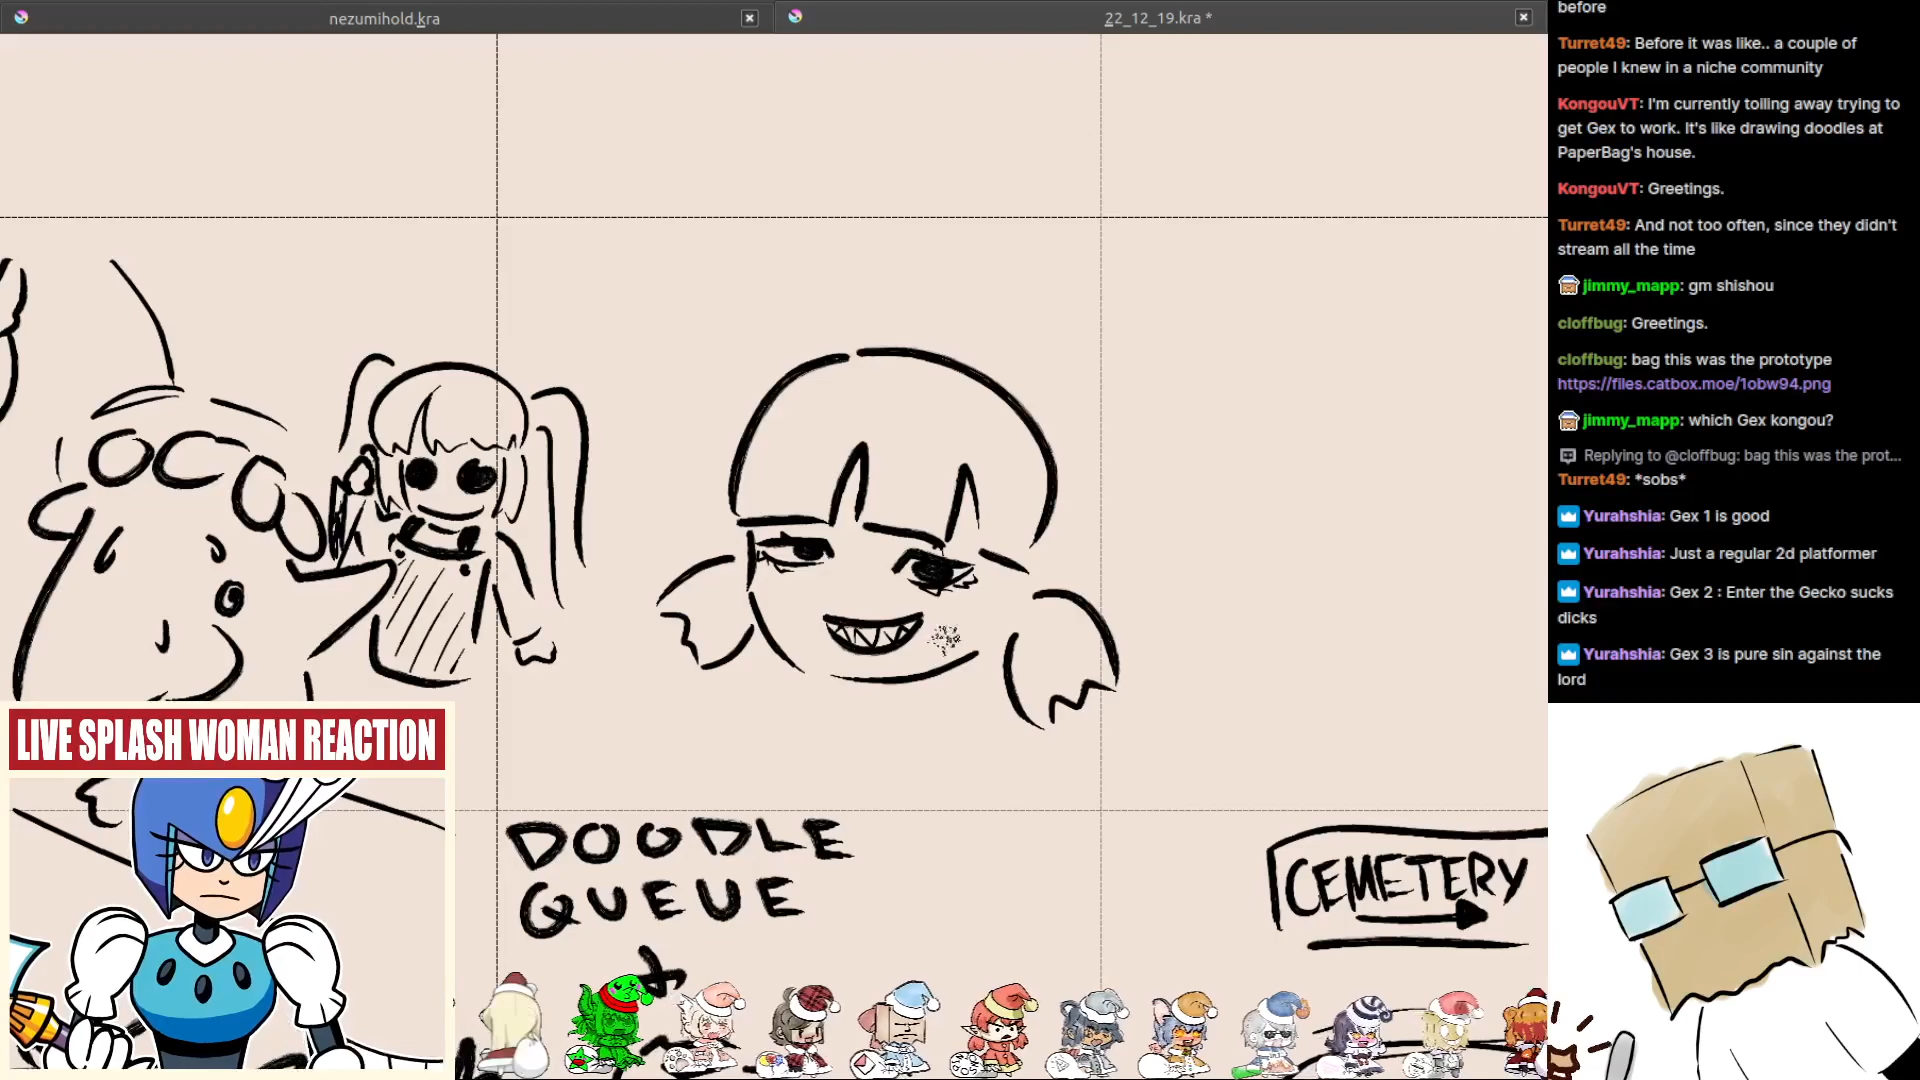 nezumihold.kra
22_12_19.kra *
before
Turret49: Before it was like.. a couple of
people I knew in a niche community
KongouVT: I'm currently toiling away trying to
get Gex to work. It's like drawing doodles at
PaperBag's house.
KongouVT: Greetings.
Turret49: And not too often, since they didn't
stream all the time
jimmy_mapp: gm shishou
cloffbug: Greetings.
cloffbug: bag this was the prototype
https://files.catbox.moe/1obw94.png
jimmy_mapp: which Gex kongou?
Replying to @cloffbug: bag this was the prot...
Turret49: *sobs*
Yurahshia: Gex 1 is good
Yurahshia: Just a regular 2d platformer
Yurahshia: Gex 2 : Enter the Gecko sucks
dicks
Yurahshia: Gex 3 is pure sin against the
lord
LIVE SPLASH WOMAN REACTION
DOODLE
QUEUE
CEMETERY